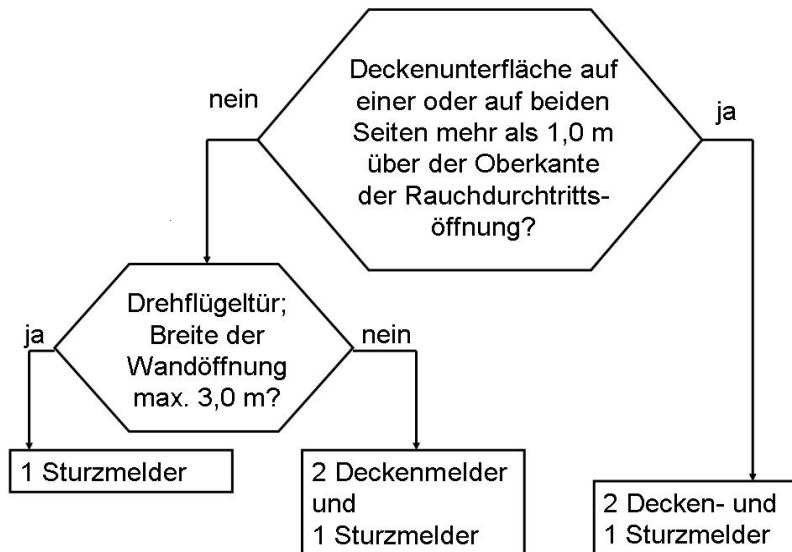 Deckenunterfläche auf
einer oder auf beiden
Seiten mehr als 1,0 m
über der Oberkante
der Rauchdurchtritts-
öffnung?
nein
ja
Drehflügeltür;
Breite der
Wandöffnung
max. 3,0 m?
ja
nein
1 Sturzmelder
2 Deckenmelder
und
1 Sturzmelder
2 Decken- und
1 Sturzmelder